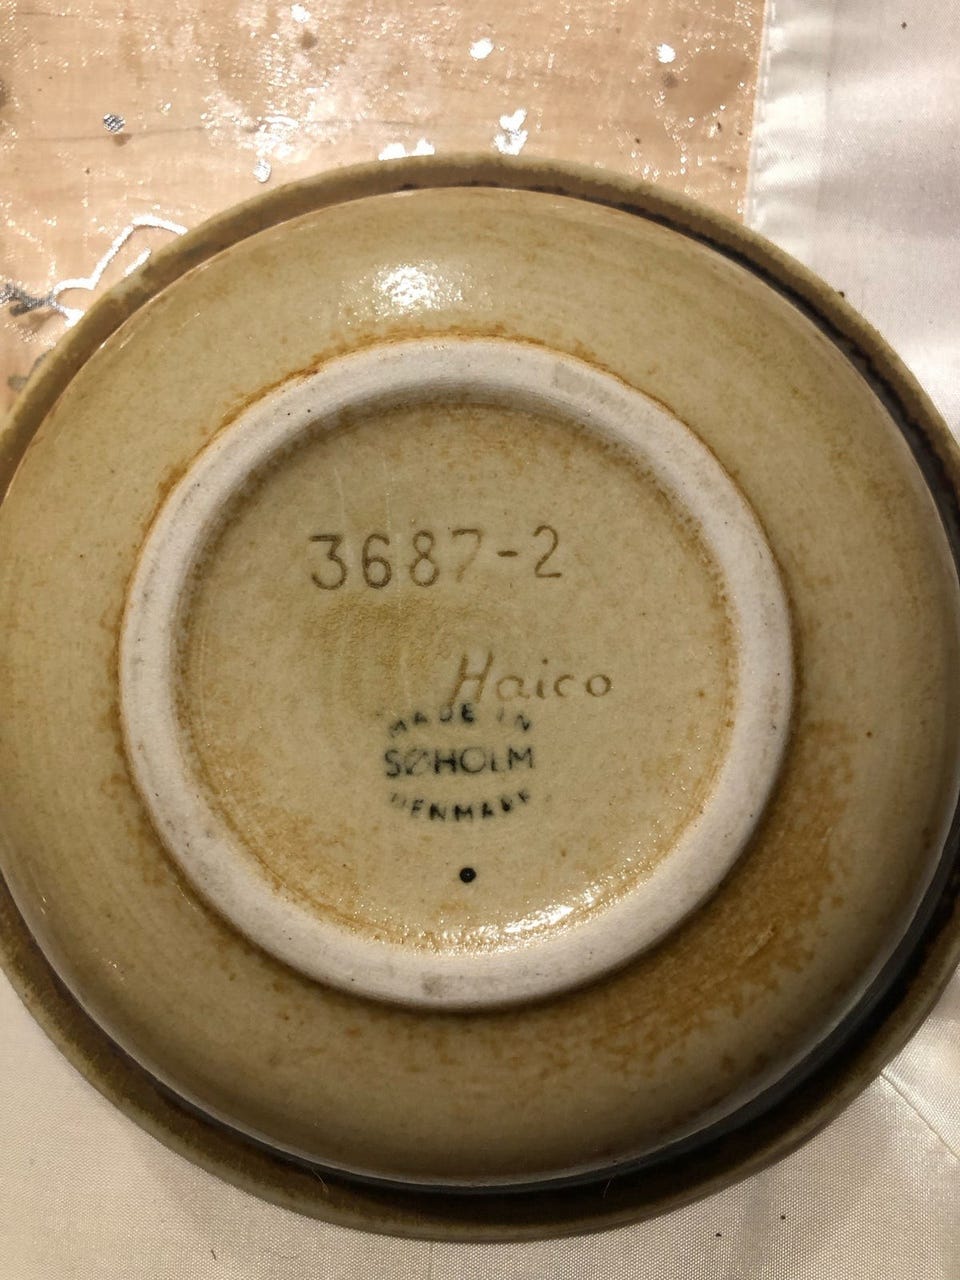 3687-2
Haico
MADE IN
SØHOLM
DENMARK